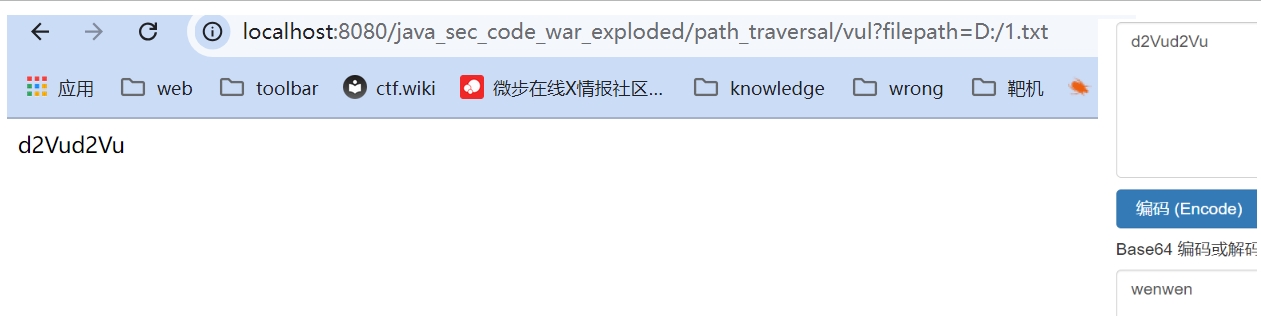 localhost:8080/java_sec_code_war_exploded/path_traversal/vul?filepath=D:/1.txt
应用 web toolbar ctf.wiki 微步在线X情报社区... knowledge wrong 靶机
d2Vud2Vu
d2Vud2Vu
编码 (Encode)
Base64 编码或解码
wenwen